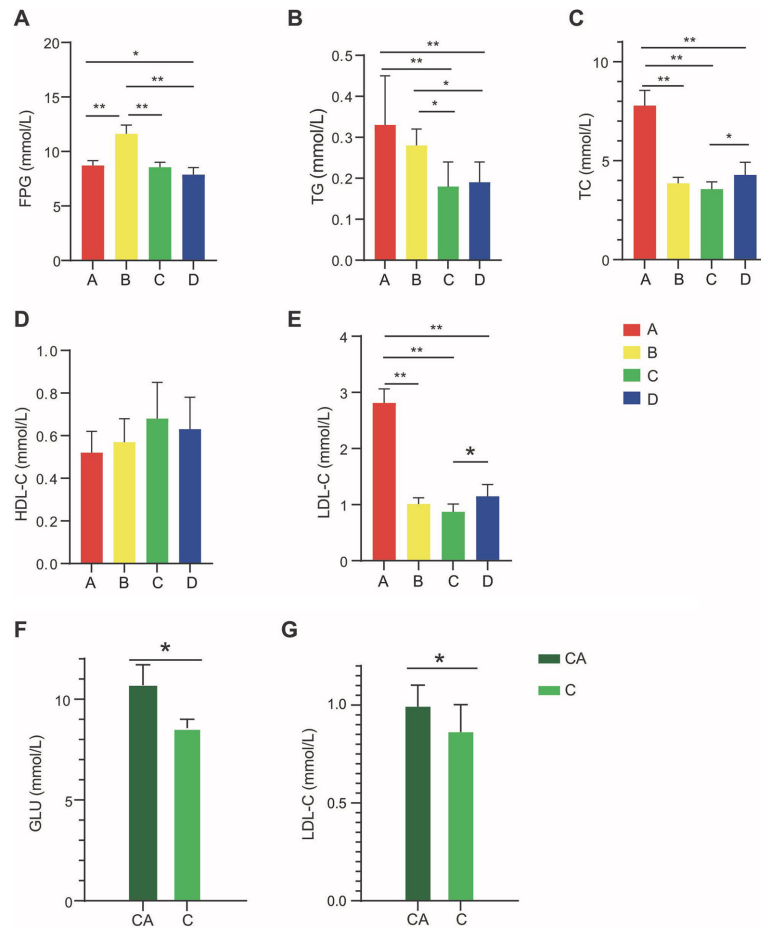 A
FPG (mmol/L)
20
15
10
5
0
*
**
**
**
A B C D
B
TG (mmol/L)
0.5
0.4
0.3
0.2
0.1
0.0
**
**
*
*
A B C D
C
TC (mmol/L)
10
5
0
**
**
**
*
A B C D
D
HDL-C (mmol/L)
1.0
0.8
0.6
0.4
0.2
0.0
A B C D
E
LDL-C (mmol/L)
4
3
2
1
0
**
**
**
*
A B C D
A
B
C
D
F
GLU (mmol/L)
10
5
0
*
CA C
G
LDL-C (mmol/L)
1.0
0.5
0.0
*
CA C
CA
C